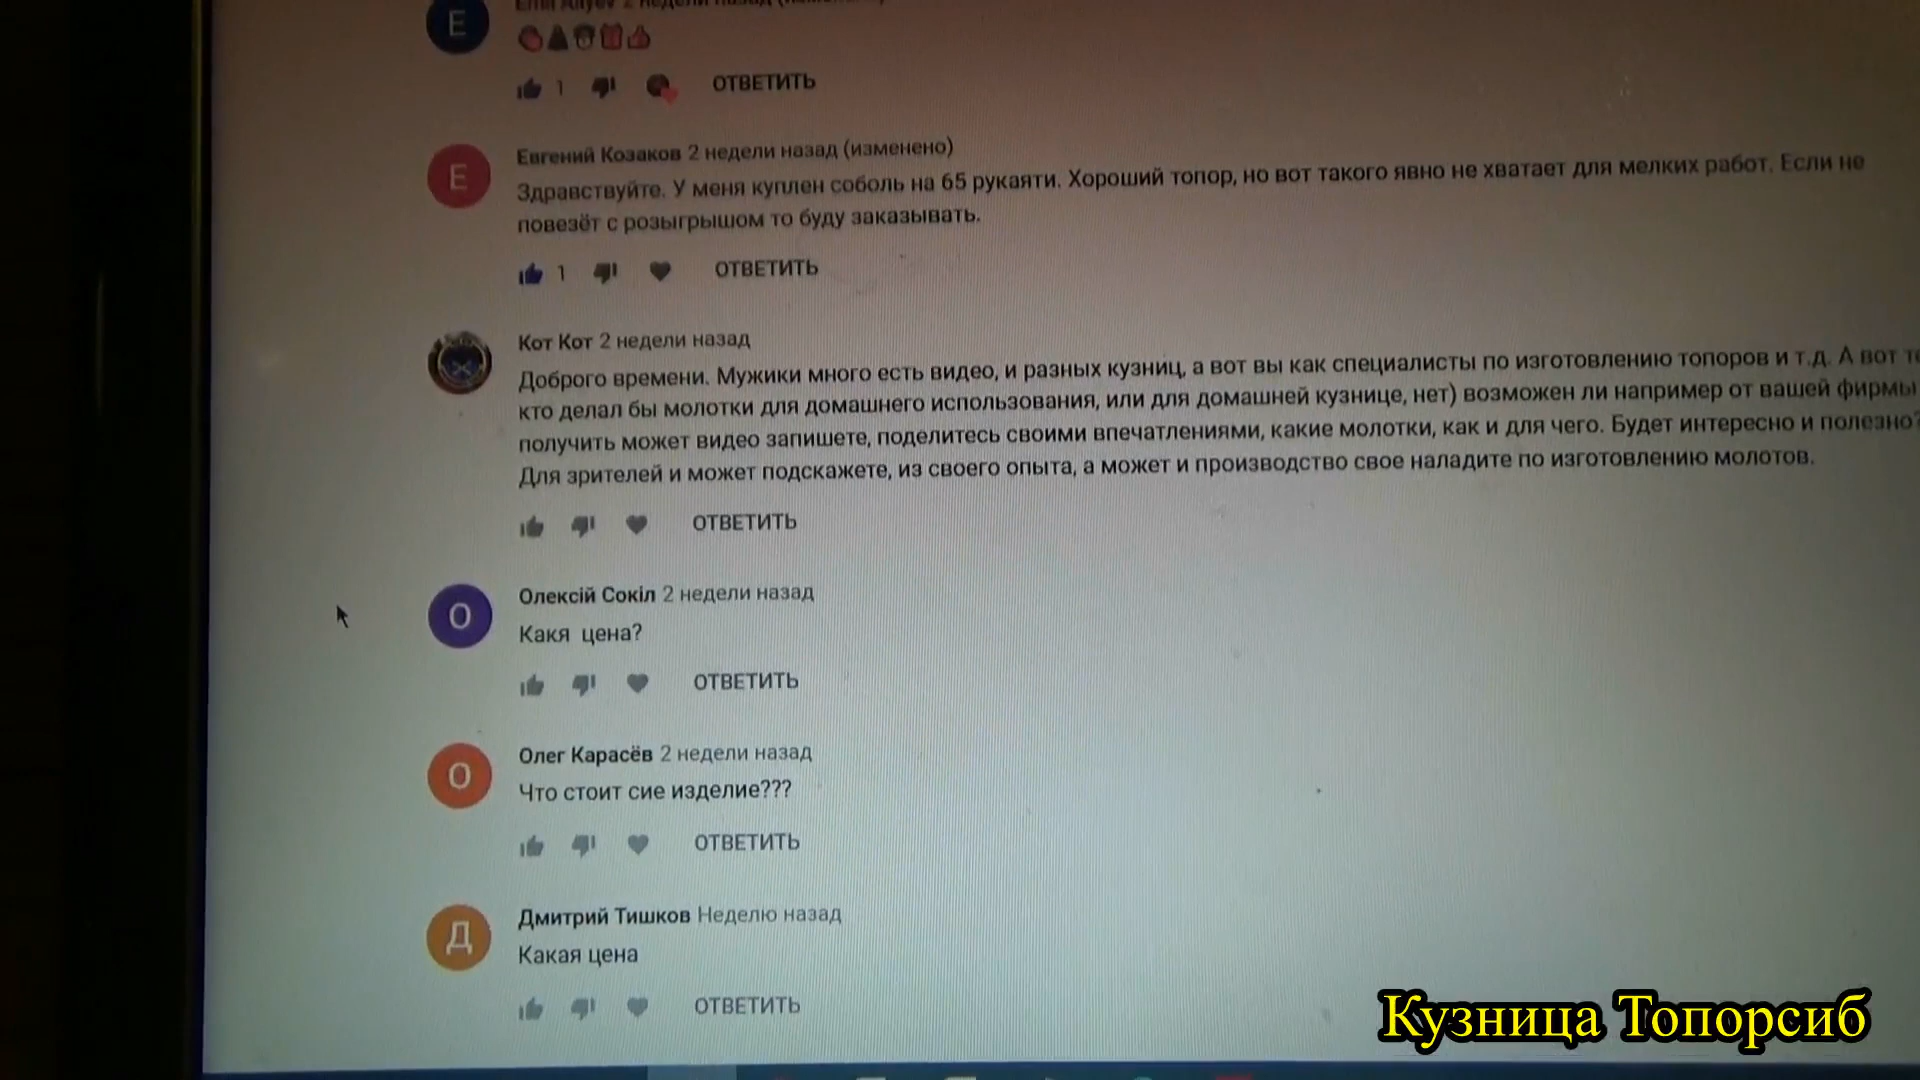 Е
1
ОТВЕТИТЬ
Е
Евгений Козаков 2 недели назад (изменено)
Здравствуйте. У меня куплен соболь на 65 рукаяти. Хороший топор, но вот такого явно не хватает для мелких работ. Если не
повезёт с розыгрышом то буду заказывать.
1
ОТВЕТИТЬ
Кот Кот 2 недели назад
Доброго времени. Мужики много есть видео, и разных кузниц, а вот вы как специалисты по изготовлению топоров и т.д. А вот
кто делал бы молотки для домашнего использования, или для домашней кузнице, нет) возможен ли например от вашей фирмы
получить может видео запишете, поделитесь своими впечатлениями, какие молотки, как и для чего. Будет интересно и полезно?
Для зрителей и может подскажете, из своего опыта, а может и производство свое наладите по изготовлению молотов.
ОТВЕТИТЬ
О
Олексій Сокіл 2 недели назад
Какя цена?
ОТВЕТИТЬ
О
Олег Карасёв 2 недели назад
Что стоит сие изделие???
ОТВЕТИТЬ
Д
Дмитрий Тишков Неделю назад
Какая цена
ОТВЕТИТЬ
Кузница Топорсиб